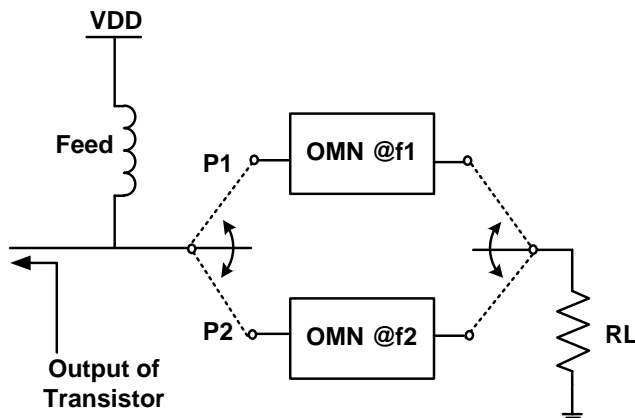 VDD
Feed
P1
OMN @f1
P2
OMN @f2
RL
Output of
Transistor